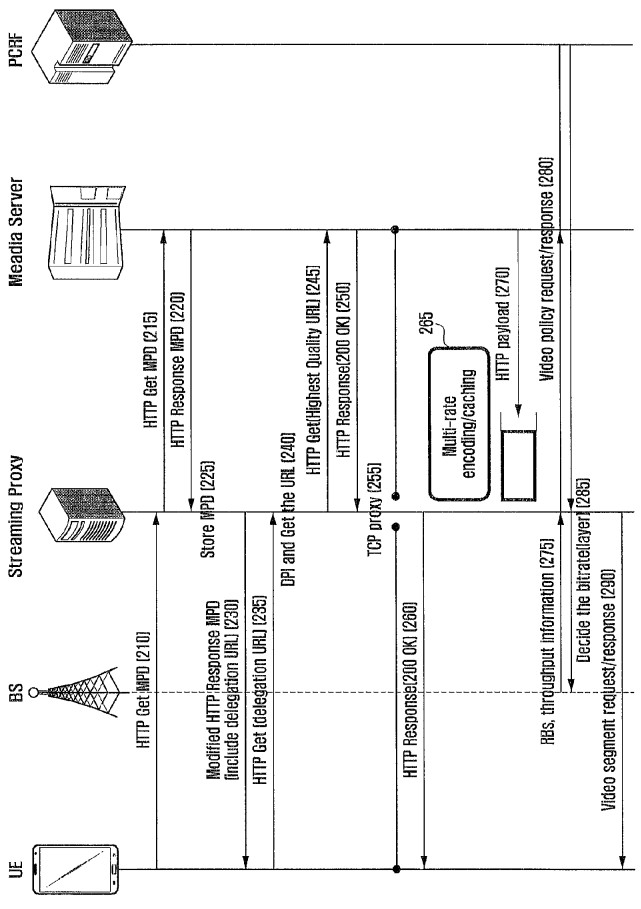 UE
BS
Streaming Proxy
Meadia Server
PCRF
HTTP Get MPD (210)
HTTP Get MPD (215)
HTTP Response MPD (220)
Store MPD (225)
Modified HTTP Response MPD
(include delegation URL) (230)
HTTP Get (delegation URL) (235)
DPI and Get the URL (240)
HTTP Get(Highest Quality URL) (245)
HTTP Response(200 OK) (250)
TCP proxy (255)
HTTP Response(200 OK) (260)
265
Multi-rate
encoding/caching
HTTP payload (270)
RBs, throughput information (275)
Video policy request/response (280)
Decide the bitrate(layer) (285)
Video segment request/response (290)